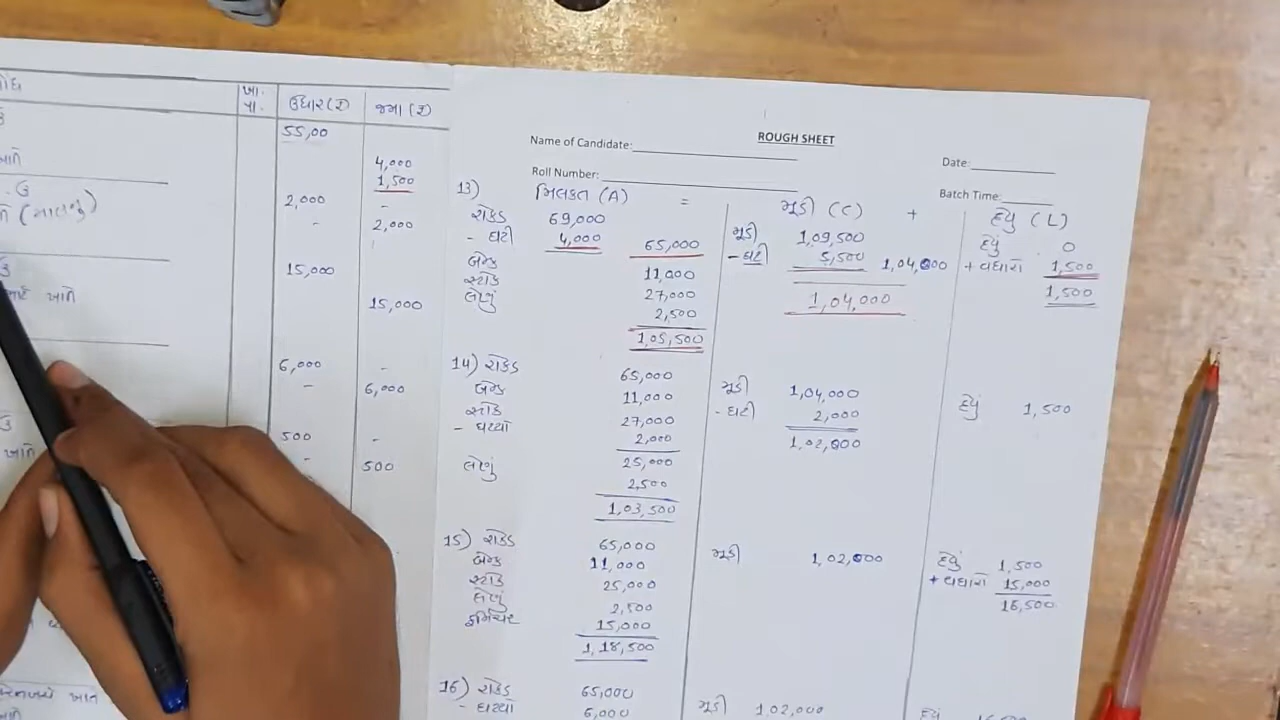 ખા.
પા.
ઉધાર(₹)
જમા (₹)
55,00
4,000
ખાતે
1,500
2,000 -
- 2,000
15,000
ખાતે
15,000
6,000 -
- 6,000
500 -
ખાતે
- 500
ખાતે
ROUGH SHEET
Name of Candidate:
Date:
Roll Number:
Batch Time:
13) મિલકત (A) = મૂડી (C) + દેવું (L)
રોકડ 69,000 મૂડી 1,09,500 દેવું 0
- ઘટી 4,000 65,000 - ઘટી 5,500 1,04,000 + વધારો 1,500
બેન્ક 11,000 1,04,000 1,500
સ્ટોક 27,000
લેણું 2,500
1,05,500
14) રોકડ 65,000
બેન્ક 11,000 મૂડી 1,04,000 દેવું 1,500
સ્ટોક 27,000 - ઘટી 2,000
- ઘટ્યો 2,000 1,02,000
25,000
લેણું 2,500
1,03,500
15) રોકડ 65,000 મૂડી 1,02,000 દેવું 1,500
બેન્ક 11,000 + વધારો 15,000
સ્ટોક 25,000 16,500
લેણું 2,500
ફર્નિચર 15,000
1,18,500
16) રોકડ 65,000 મૂડી 1,02,000 દેવું
- ઘટ્યો 6,000